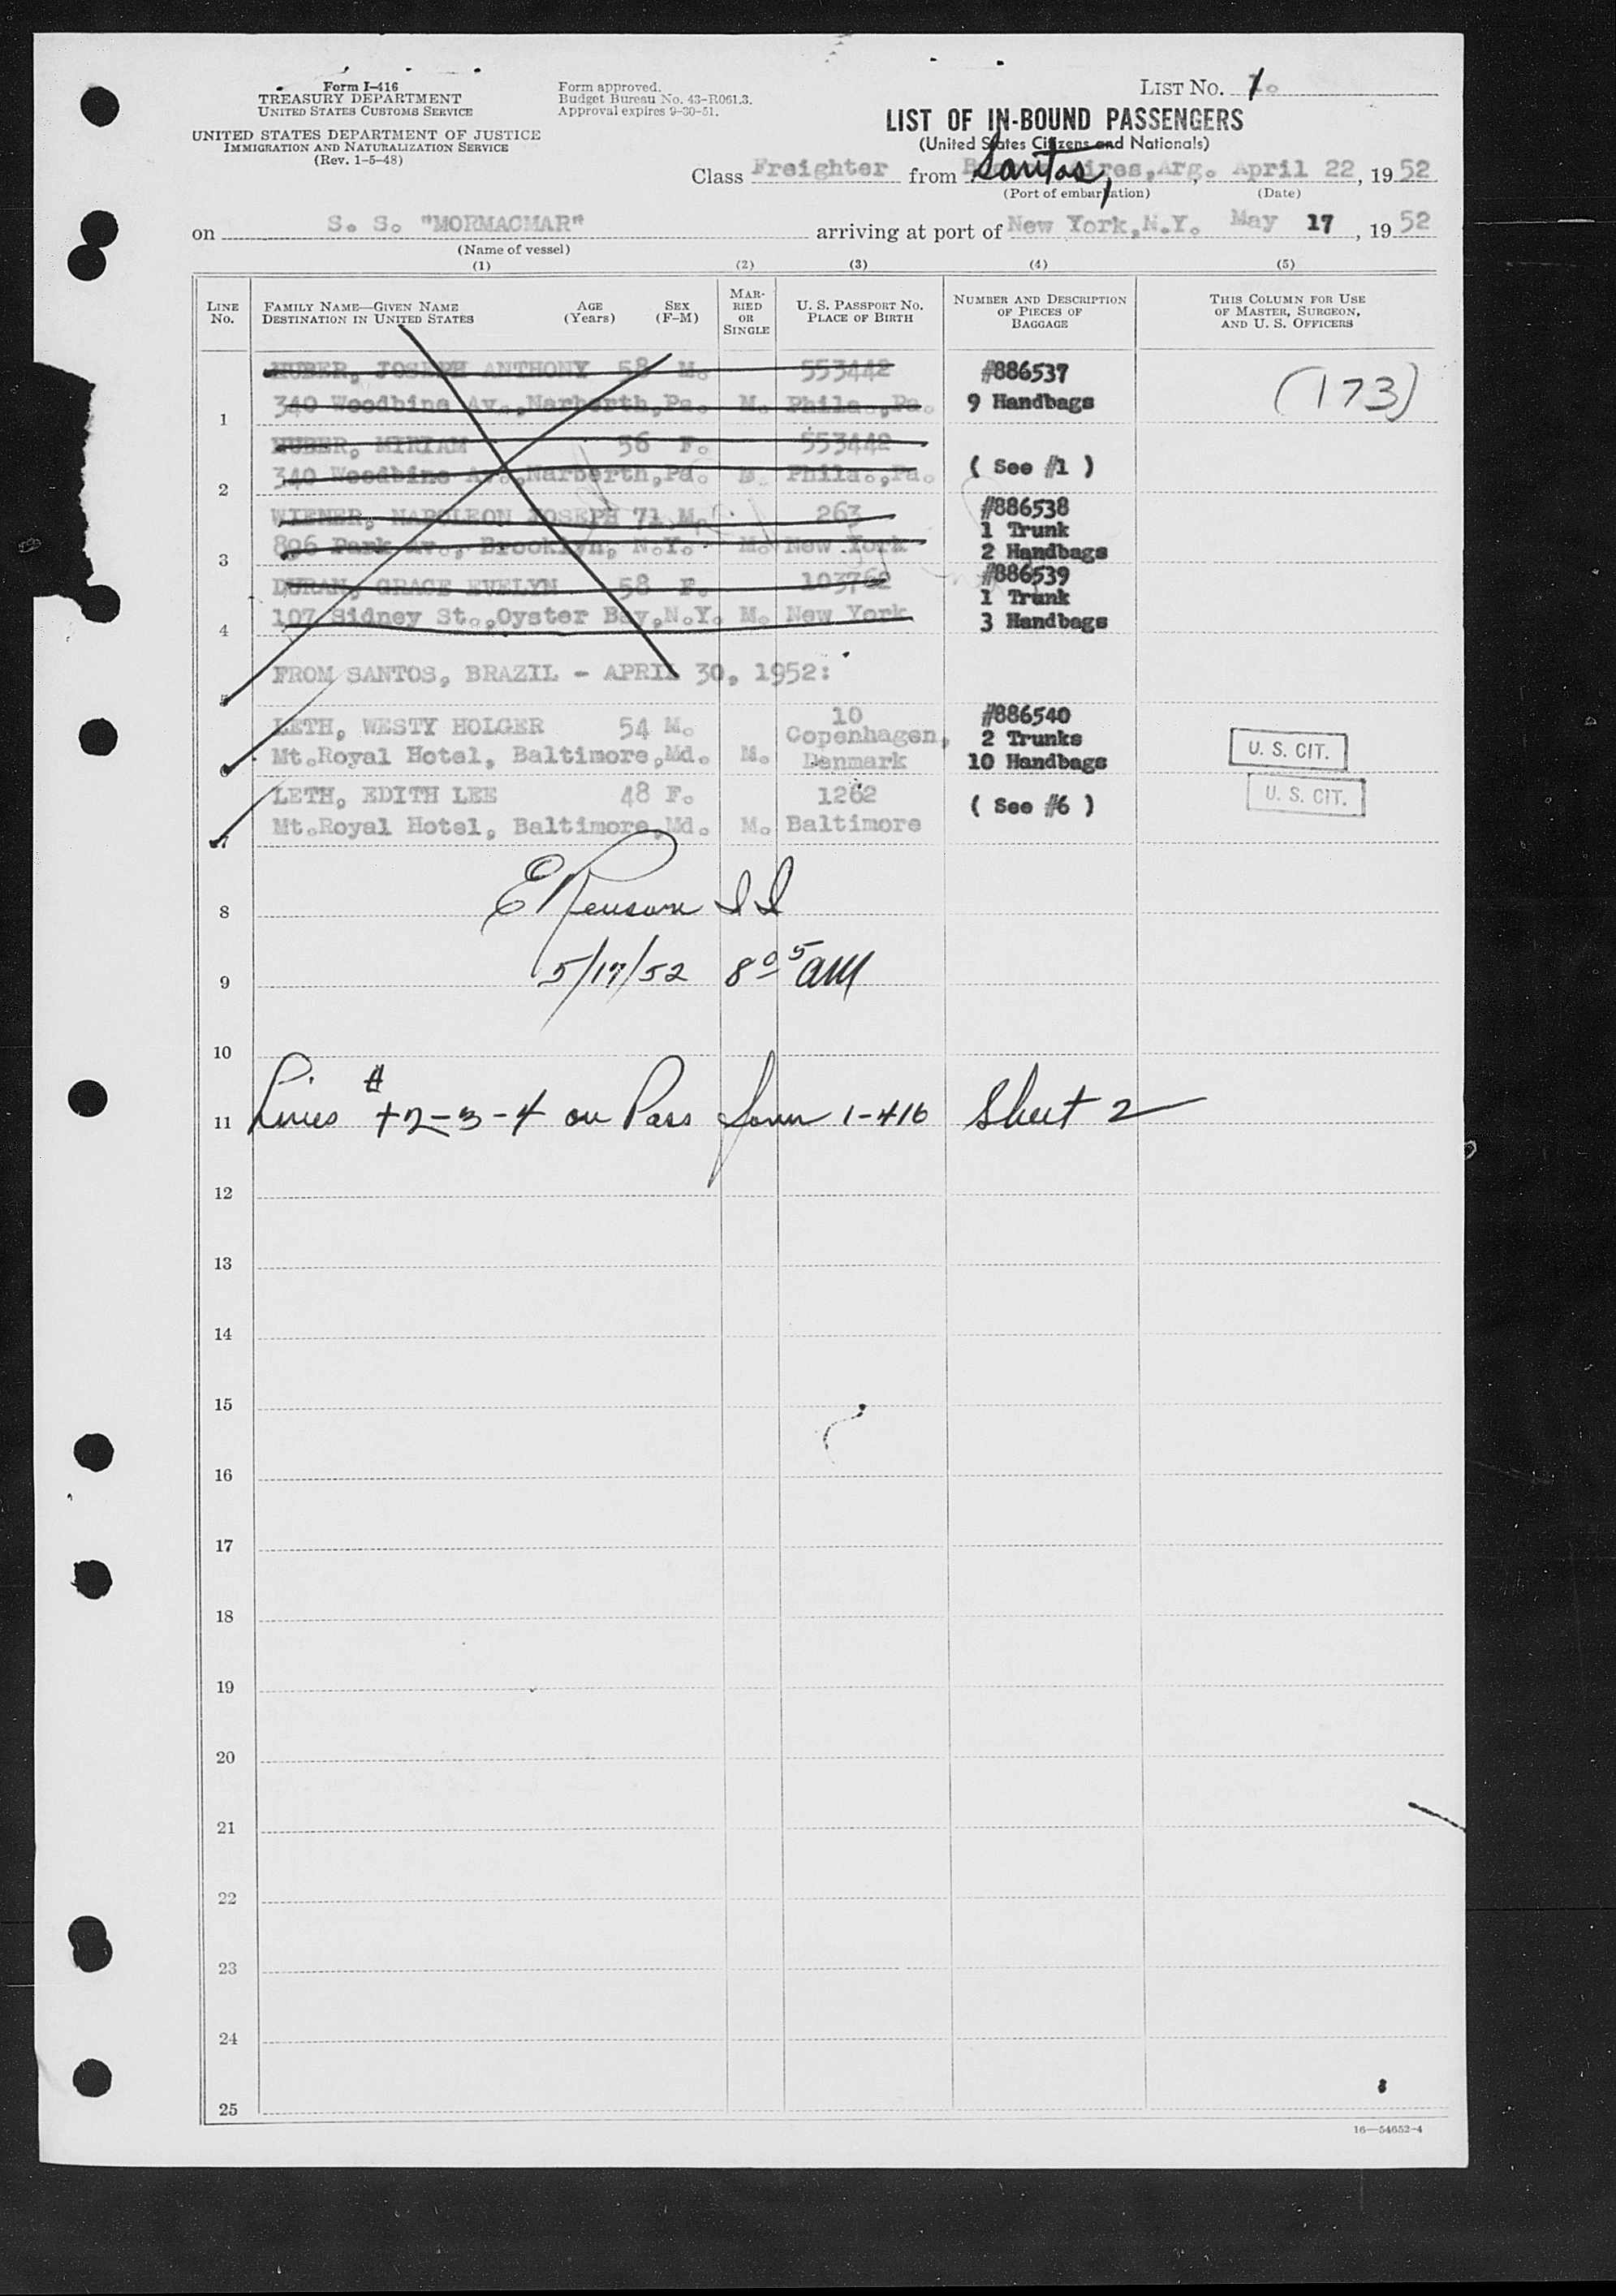 Form I-416
TREASURY DEPARTMENT
UNITED STATES CUSTOMS SERVICE
UNITED STATES DEPARTMENT OF JUSTICE
IMMIGRATION AND NATURALIZATION SERVICE
(Rev. 1-5-48)
Form approved.
Budget Bureau No. 43-R061.3.
Approval expires 9-30-51.
LIST NO. 1
LIST OF IN-BOUND PASSENGERS
(United States Citizens and Nationals)
Class Freighter from Buenos Aires, Arg. Santos, April 22, 1952
(Port of embarkation) (Date)
on S. S. "MORMACMAR" arriving at port of New York, N.Y. May 17, 1952
(Name of vessel)
(1) (2) (3) (4) (5)
LINE No.
FAMILY NAME—GIVEN NAME
DESTINATION IN UNITED STATES
AGE (Years)
SEX (F-M)
MARRIED OR SINGLE
U. S. PASSPORT NO.
PLACE OF BIRTH
NUMBER AND DESCRIPTION
OF PIECES OF
BAGGAGE
THIS COLUMN FOR USE
OF MASTER, SURGEON,
AND U. S. OFFICERS
HUBER, JOSEPH ANTHONY 58 M. 553442 #886537
1 340 Woodbine Av., Narberth, Pa. M. Phila., Pa. 9 Handbags (173)
HUBER, MIRIAM 56 F. 553442
2 340 Woodbine Av., Narberth, Pa. M. Phila., Pa. ( See #1 )
WIENER, NAPOLEON JOSEPH 71 M. 263 #886538
1 Trunk
3 896 Park Av., Brooklyn, N.Y. M. New York 2 Handbags
DURAN, GRACE EVELYN 58 F. 103762 #886539
1 Trunk
4 107 Sidney St., Oyster Bay, N.Y. M. New York 3 Handbags
5 FROM SANTOS, BRAZIL - APRIL 30, 1952:
LETH, WESTY HOLGER 54 M. 10 #886540
Copenhagen, 2 Trunks
6 Mt. Royal Hotel, Baltimore, Md. M. Denmark 10 Handbags U. S. CIT.
LETH, EDITH LEE 48 F. 1262 ( See #6 ) U. S. CIT.
7 Mt. Royal Hotel, Baltimore, Md. M. Baltimore
8
9 5/17/52 8 05 AM
10
11 Lines # 1-2-3-4 on Pass form I-416 Sheet 2
12
13
14
15
16
17
18
19
20
21
22
23
24
25
16—54652-4